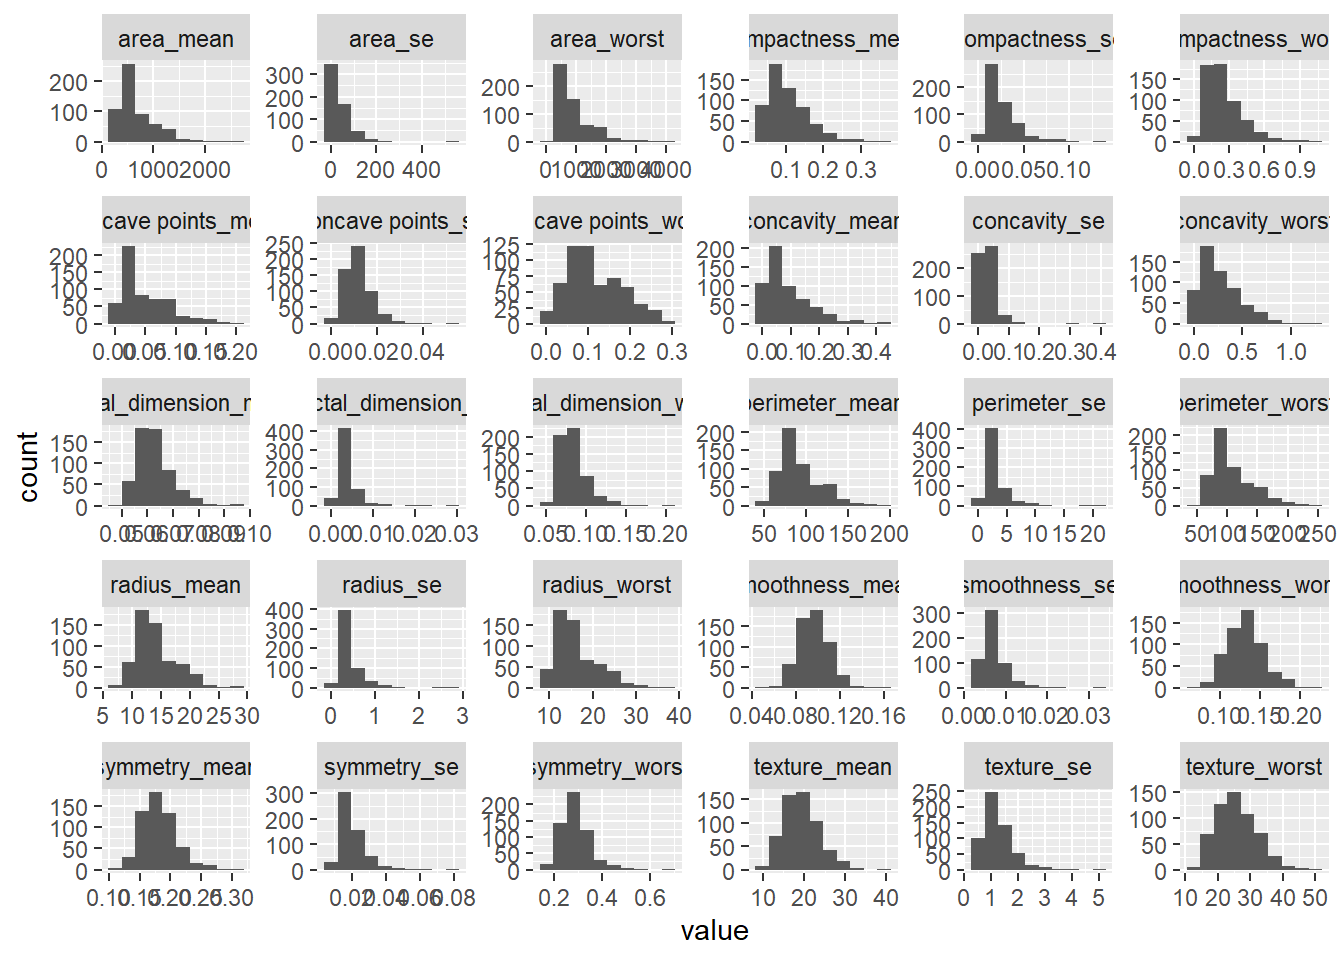 area_mean area_se area_worst mpactness_me ompactness_s mpactness_wo
200 100 0 300 200 100 0 200 100 0 150 100 50 0 200 100 0 150 100 50 0
0 1000 2000 0 200 400 0 1000 2000 3000 4000 0.1 0.2 0.3 0.00 0.05 0.10 0.0 0.3 0.6 0.9
cave points_m oncave points_s cave points_wo concavity_mean concavity_se concavity_worst
200 150 100 50 0 250 200 150 100 50 0 125 100 75 50 25 0 200 150 100 50 0 200 100 0 150 100 50 0
0.00 0.05 0.10 0.15 0.20 0.00 0.02 0.04 0.0 0.1 0.2 0.3 0.0 0.1 0.2 0.3 0.4 0.0 0.1 0.2 0.3 0.4 0.0 0.5 1.0
al_dimension_m ctal_dimension_ al_dimension_w perimeter_mean perimeter_se perimeter_worst
150 100 50 0 400 300 200 100 0 200 100 0 200 150 100 50 0 400 300 200 100 0 200 150 100 50 0
0.05 0.06 0.07 0.08 0.09 0.10 0.00 0.01 0.02 0.03 0.05 0.10 0.15 0.20 50 100 150 200 0 5 10 15 20 50 100 150 200 250
count
radius_mean radius_se radius_worst moothness_mea smoothness_se moothness_wor
150 100 50 0 400 300 200 100 0 150 100 50 0 150 100 50 0 300 200 100 0 150 100 50 0
5 10 15 20 25 30 0 1 2 3 10 20 30 40 0.04 0.08 0.12 0.16 0.00 0.01 0.02 0.03 0.10 0.15 0.20
symmetry_mean symmetry_se symmetry_wors texture_mean texture_se texture_worst
150 100 50 0 300 200 100 0 200 150 100 50 0 150 100 50 0 250 200 150 100 50 0 150 100 50 0
0.10 0.15 0.20 0.25 0.30 0.02 0.04 0.06 0.08 0.2 0.4 0.6 10 20 30 40 0 1 2 3 4 5 10 20 30 40 50
value